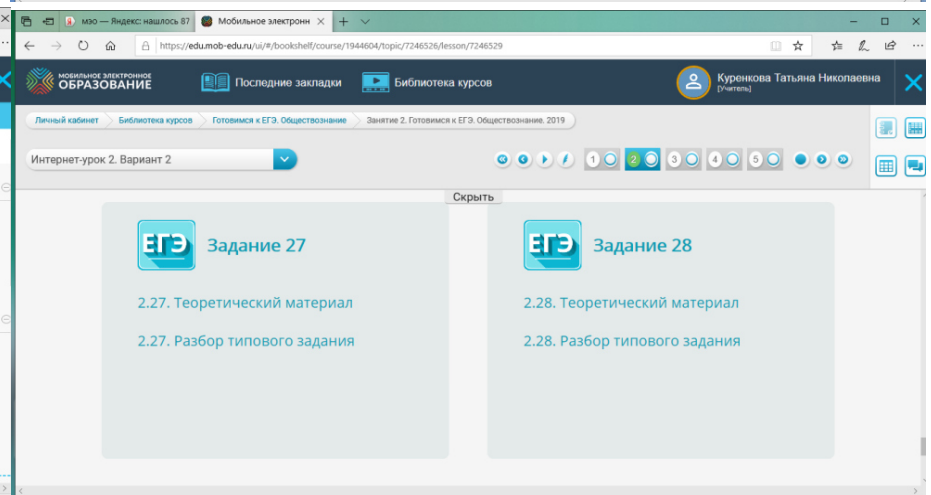 мэо — Яндекс: нашлось 87
Мобильное электронн
https://edu.mob-edu.ru/ui/#/bookshelf/course/1944604/topic/7246526/lesson/7246529
МОБИЛЬНОЕ ЭЛЕКТРОННОЕ
ОБРАЗОВАНИЕ
Последние закладки
Библиотека курсов
Куренкова Татьяна Николаевна
[Учитель]
Личный кабинет
Библиотека курсов
Готовимся к ЕГЭ. Обществознание
Занятие 2. Готовимся к ЕГЭ. Обществознание. 2019
Интернет-урок 2. Вариант 2
1 2 3 4 5
Скрыть
ЕГЭ Задание 27
2.27. Теоретический материал
2.27. Разбор типового задания
ЕГЭ Задание 28
2.28. Теоретический материал
2.28. Разбор типового задания